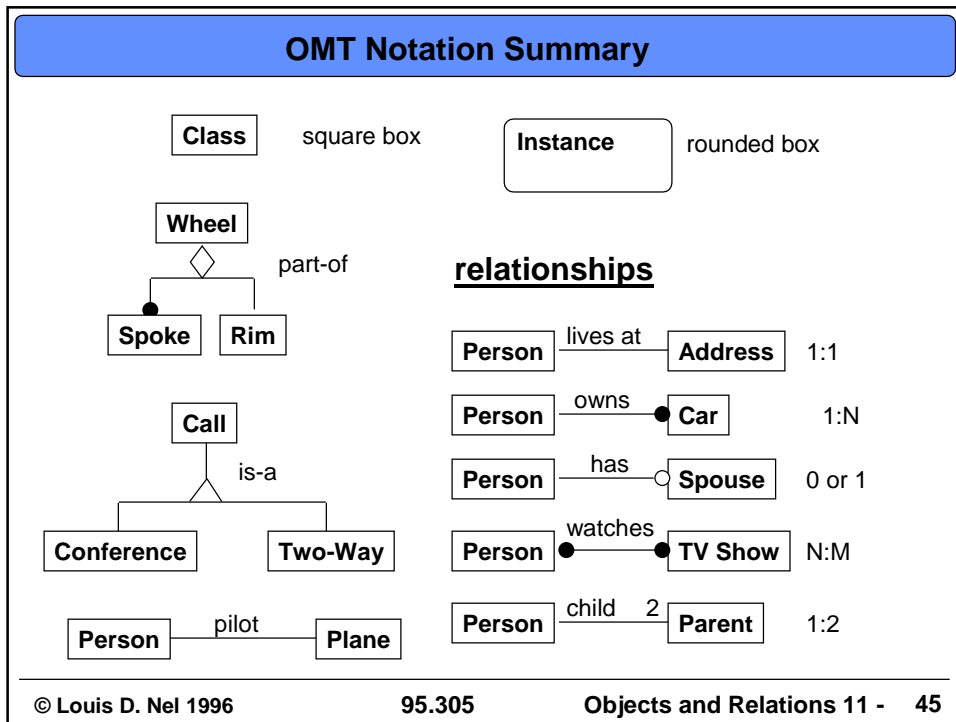 OMT Notation Summary
Class square box
Instance rounded box
Wheel
part-of
Spoke Rim
Call
is-a
Conference Two-Way
Person pilot Plane
relationships
Person lives at Address 1:1
Person owns Car 1:N
Person has Spouse 0 or 1
Person watches TV Show N:M
Person child 2 Parent 1:2
© Louis D. Nel 1996 95.305 Objects and Relations 11 - 45